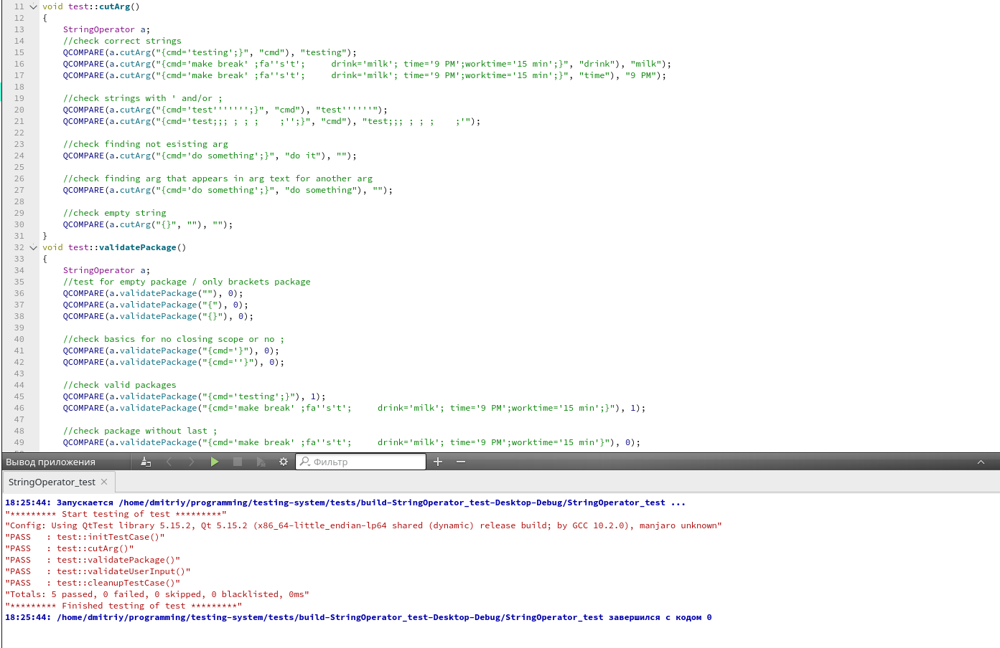 11 void test::cutArg()
12 {
13     StringOperator a;
14     //check correct strings
15     QCOMPARE(a.cutArg("{cmd='testing';}", "cmd"), "testing");
16     QCOMPARE(a.cutArg("{cmd='make break' ;fa''s't';     drink='milk'; time='9 PM';worktime='15 min';}", "drink"), "milk");
17     QCOMPARE(a.cutArg("{cmd='make break' ;fa''s't';     drink='milk'; time='9 PM';worktime='15 min';}", "time"), "9 PM");
18
19     //check strings with ' and/or ;
20     QCOMPARE(a.cutArg("{cmd='test''''''';}", "cmd"), "test''''''");
21     QCOMPARE(a.cutArg("{cmd='test;;; ; ; ;    ;'';}", "cmd"), "test;;; ; ; ;    ;'");
22
23     //check finding not esisting arg
24     QCOMPARE(a.cutArg("{cmd='do something';}", "do it"), "");
25
26     //check finding arg that appears in arg text for another arg
27     QCOMPARE(a.cutArg("{cmd='do something';}", "do something"), "");
28
29     //check empty string
30     QCOMPARE(a.cutArg("{}", ""), "");
31 }
32 void test::validatePackage()
33 {
34     StringOperator a;
35     //test for empty package / only brackets package
36     QCOMPARE(a.validatePackage(""), 0);
37     QCOMPARE(a.validatePackage("{"), 0);
38     QCOMPARE(a.validatePackage("{}"), 0);
39
40     //check basics for no closing scope or no ;
41     QCOMPARE(a.validatePackage("{cmd='}"), 0);
42     QCOMPARE(a.validatePackage("{cmd=''}"), 0);
43
44     //check valid packages
45     QCOMPARE(a.validatePackage("{cmd='testing';}"), 1);
46     QCOMPARE(a.validatePackage("{cmd='make break' ;fa''s't';     drink='milk'; time='9 PM';worktime='15 min';}"), 1);
47
48     //check package without last ;
49     QCOMPARE(a.validatePackage("{cmd='make break' ;fa''s't';     drink='milk'; time='9 PM';worktime='15 min'}"), 0);
Вывод приложения Фильтр
StringOperator_test
18:25:44: Запускается /home/dmitriy/programming/testing-system/tests/build-StringOperator_test-Desktop-Debug/StringOperator_test ...
"********* Start testing of test *********"
"Config: Using QtTest library 5.15.2, Qt 5.15.2 (x86_64-little_endian-lp64 shared (dynamic) release build; by GCC 10.2.0), manjaro unknown"
"PASS   : test::initTestCase()"
"PASS   : test::cutArg()"
"PASS   : test::validatePackage()"
"PASS   : test::validateUserInput()"
"PASS   : test::cleanupTestCase()"
"Totals: 5 passed, 0 failed, 0 skipped, 0 blacklisted, 0ms"
"********* Finished testing of test *********"
18:25:44: /home/dmitriy/programming/testing-system/tests/build-StringOperator_test-Desktop-Debug/StringOperator_test завершился с кодом 0